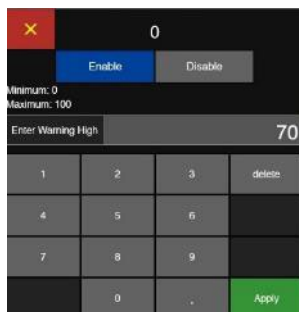 × 0
Enable Disable
Minimum: 0
Maximum: 100
Enter Warning High 70
1 2 3 delete
4 5 6
7 8 9
0 . Apply